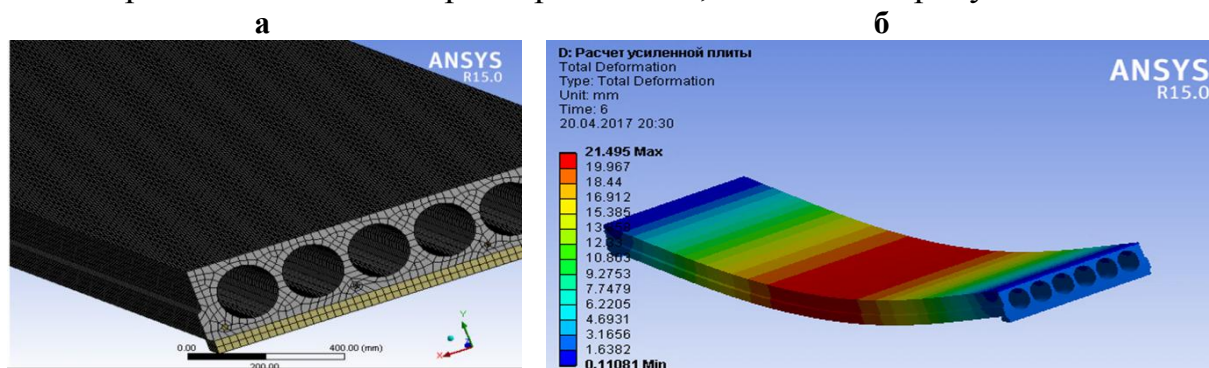 а
б
ANSYS
R15.0
0.00
400.00 (mm)
200.00
Y
X
D: Расчет усиленной плиты
Total Deformation
Type: Total Deformation
Unit: mm
Time: 6
20.04.2017 20:30
ANSYS
R15.0
21.495 Max
19.967
18.44
16.912
15.385
9.2753
7.7479
6.2205
4.6931
3.1656
1.6382
0.11081 Min